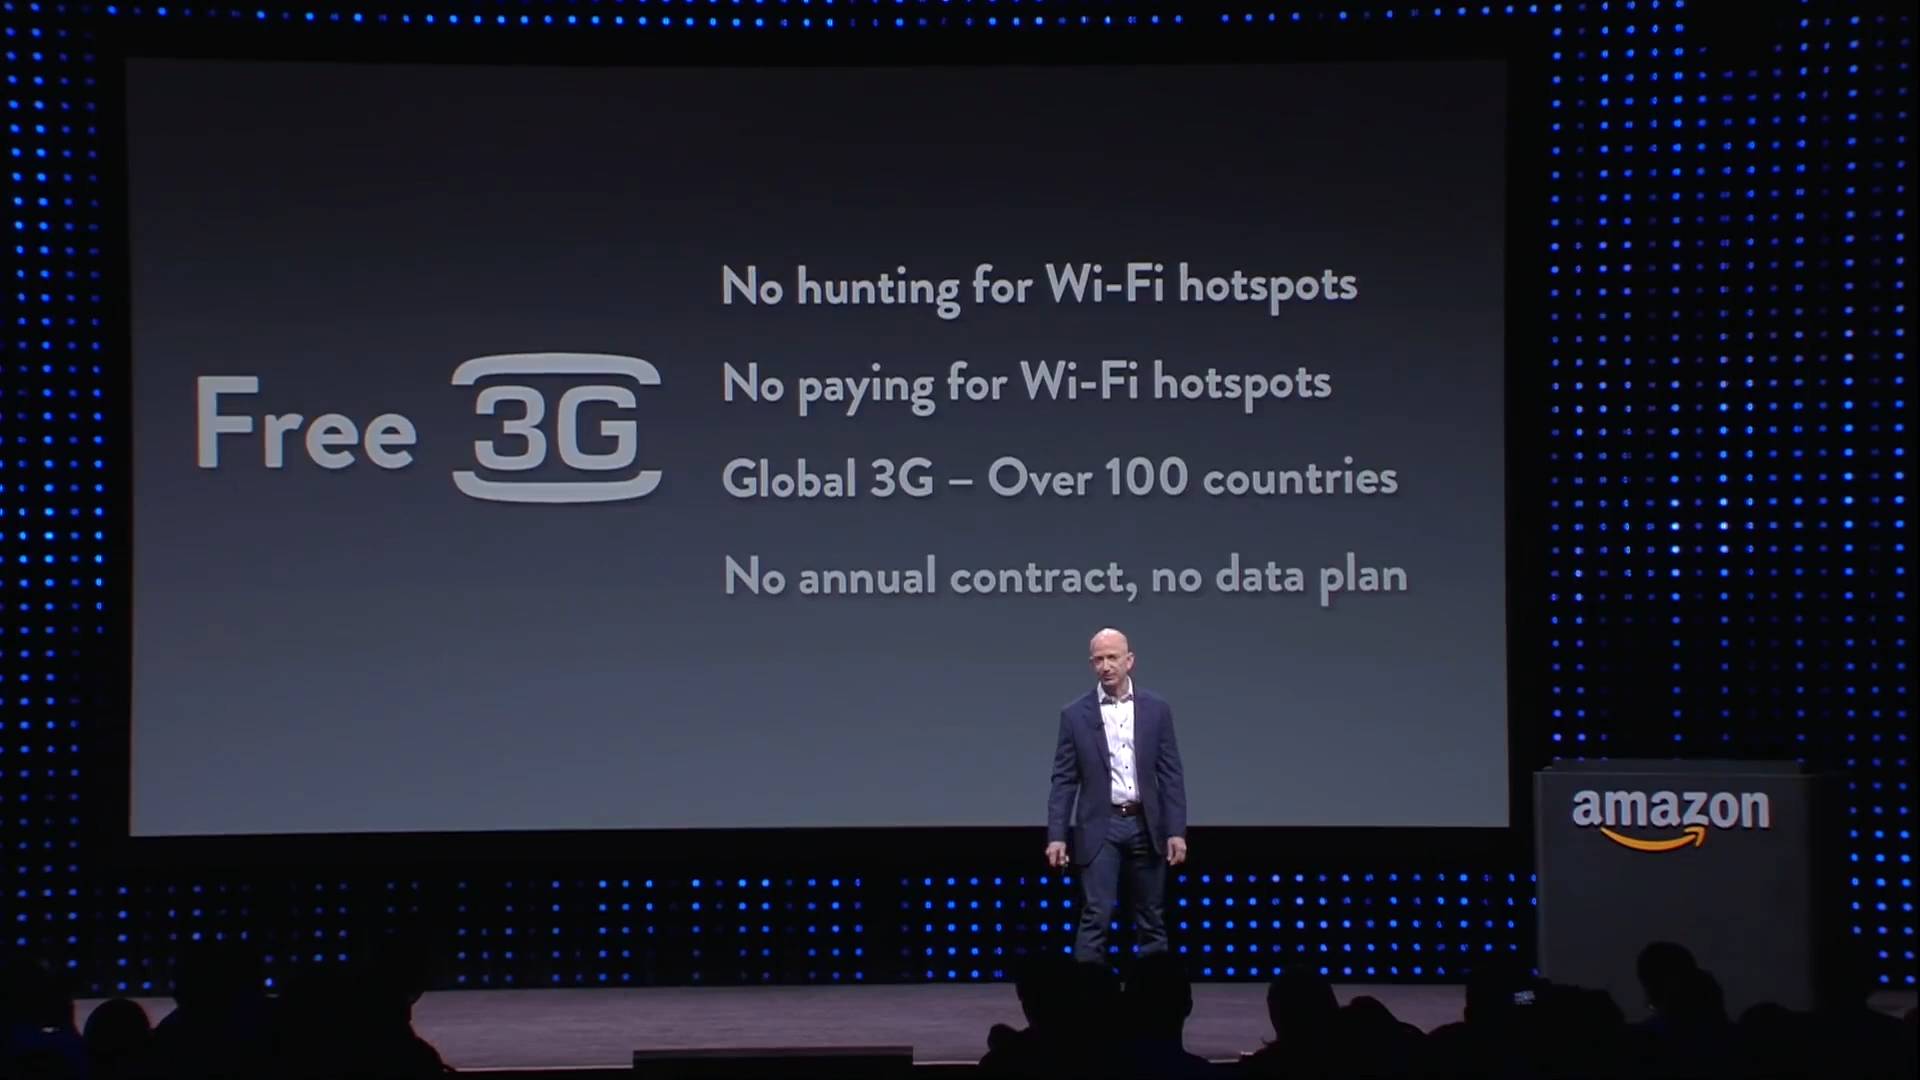 Free 3G
No hunting for Wi-Fi hotspots
No paying for Wi-Fi hotspots
Global 3G – Over 100 countries
No annual contract, no data plan
amazon